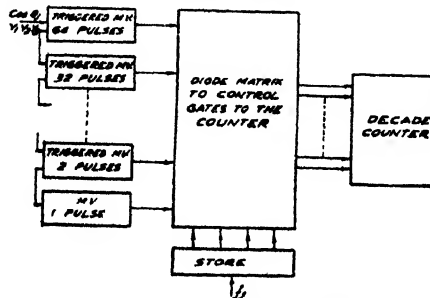 Cos θ
TRIGGERED MV
64 PULSES
TRIGGERED MV
32 PULSES
TRIGGERED MV
2 PULSES
MV
1 PULSE
DIODE MATRIX
TO CONTROL
GATES TO THE
COUNTER
DECADE
COUNTER
STORE